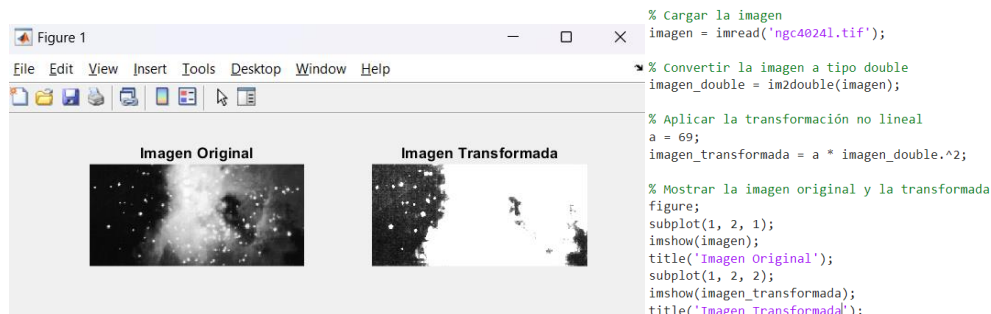 Figure 1
File Edit View Insert Tools Desktop Window Help
Imagen Original
Imagen Transformada
% Cargar la imagen
imagen = imread('ngc4024l.tif');
% Convertir la imagen a tipo double
imagen_double = im2double(imagen);
% Aplicar la transformación no lineal
a = 69;
imagen_transformada = a * imagen_double.^2;
% Mostrar la imagen original y la transformada
figure;
subplot(1, 2, 1);
imshow(imagen);
title('Imagen Original');
subplot(1, 2, 2);
imshow(imagen_transformada);
title('Imagen Transformada');